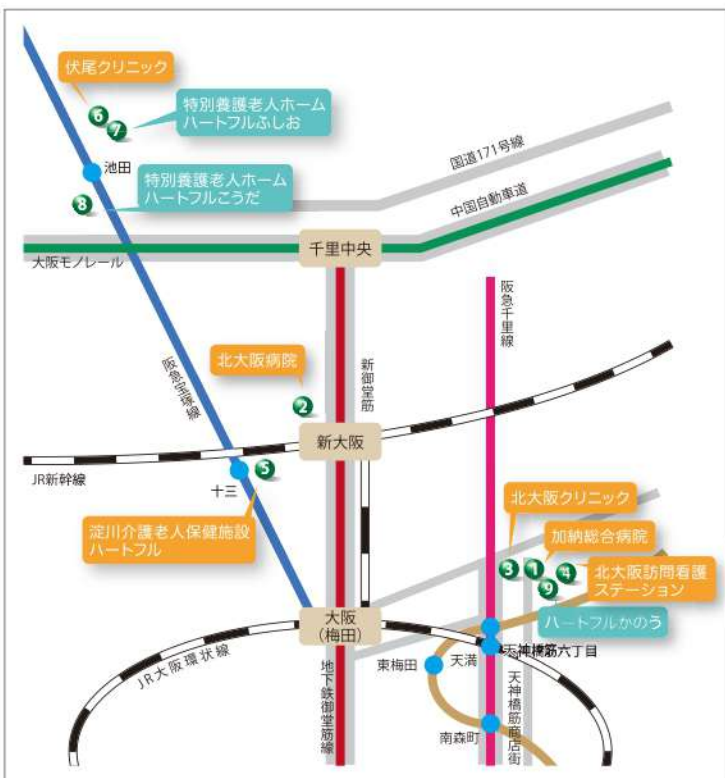 伏尾クリニック
6
7
特別養護老人ホーム
ハートフルふしお
池田
国道171号線
8
特別養護老人ホーム
ハートフルこうだ
中国自動車道
大阪モノレール
千里中央
阪急千里線
阪急宝塚線
北大阪病院
2
新御堂筋
新大阪
JR新幹線
十三
5
淀川介護老人保健施設
ハートフル
北大阪クリニック
加納総合病院
3
1
4
9
北大阪訪問看護
ステーション
ハートフルかのう
大阪
(梅田)
JR大阪環状線
地下鉄御堂筋線
東梅田
天満
天神橋筋六丁目
南森町
天神橋筋商店街